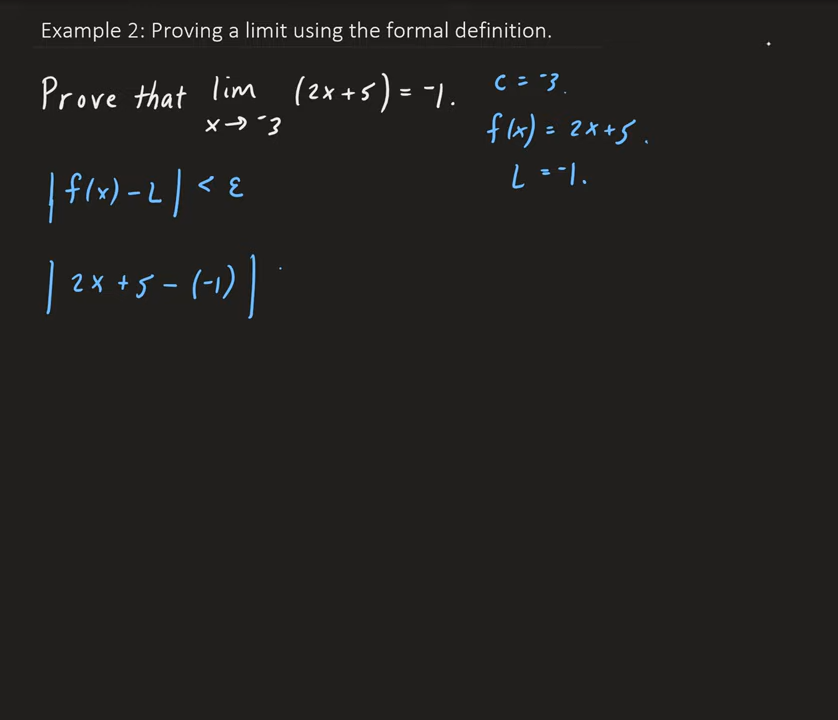 Example 2: Proving a limit using the formal definition.
Prove that lim (2x+5) = -1.
x→-3
c = -3.
f(x) = 2x+5.
L = -1.
|f(x) - L| < ε
|2x + 5 - (-1)|